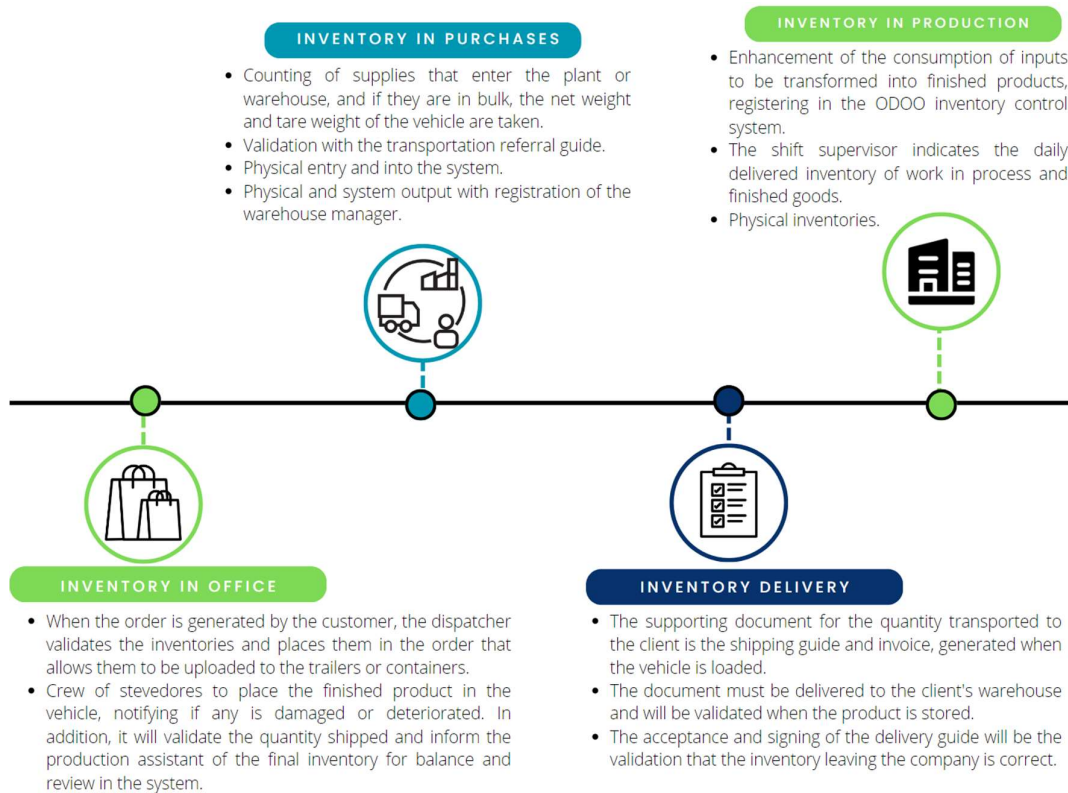 INVENTORY IN PURCHASES
• Counting of supplies that enter the plant or
warehouse, and if they are in bulk, the net weight
and tare weight of the vehicle are taken.
• Validation with the transportation referral guide.
• Physical entry and into the system.
• Physical and system output with registration of the
warehouse manager.
INVENTORY IN PRODUCTION
• Enhancement of the consumption of inputs
to be transformed into finished products,
registering in the ODOO inventory control
system.
• The shift supervisor indicates the daily
delivered inventory of work in process and
finished goods.
• Physical inventories.
INVENTORY IN OFFICE
• When the order is generated by the customer, the dispatcher
validates the inventories and places them in the order that
allows them to be uploaded to the trailers or containers.
• Crew of stevedores to place the finished product in the
vehicle, notifying if any is damaged or deteriorated. In
addition, it will validate the quantity shipped and inform the
production assistant of the final inventory for balance and
review in the system.
INVENTORY DELIVERY
• The supporting document for the quantity transported to
the client is the shipping guide and invoice, generated when
the vehicle is loaded.
• The document must be delivered to the client's warehouse
and will be validated when the product is stored.
• The acceptance and signing of the delivery guide will be the
validation that the inventory leaving the company is correct.